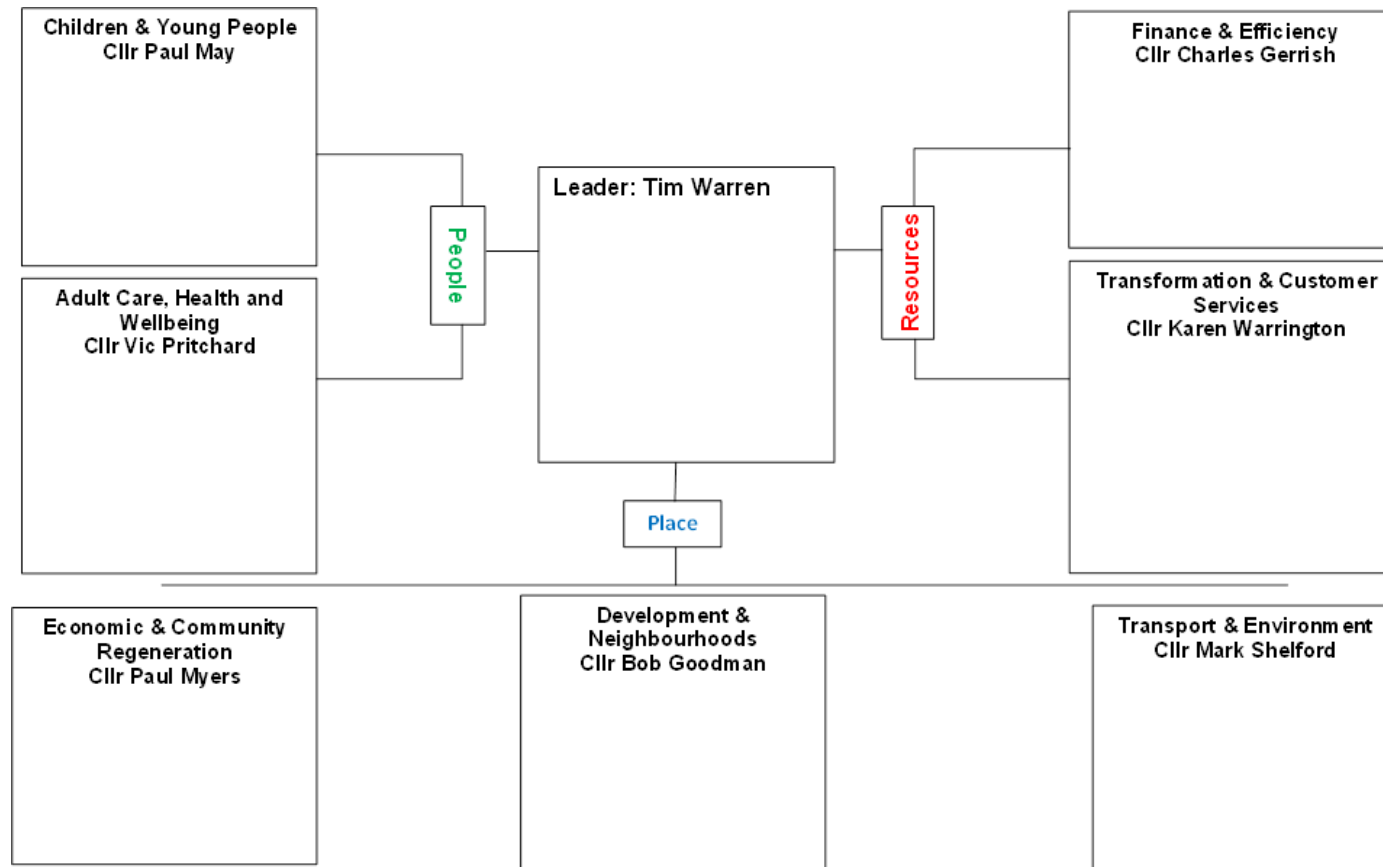 Children & Young People
Cllr Paul May
Finance & Efficiency
Cllr Charles Gerrish
Leader: Tim Warren
People
Resources
Adult Care, Health and
Wellbeing
Cllr Vic Pritchard
Transformation & Customer
Services
Cllr Karen Warrington
Place
Economic & Community
Regeneration
Cllr Paul Myers
Development &
Neighbourhoods
Cllr Bob Goodman
Transport & Environment
Cllr Mark Shelford